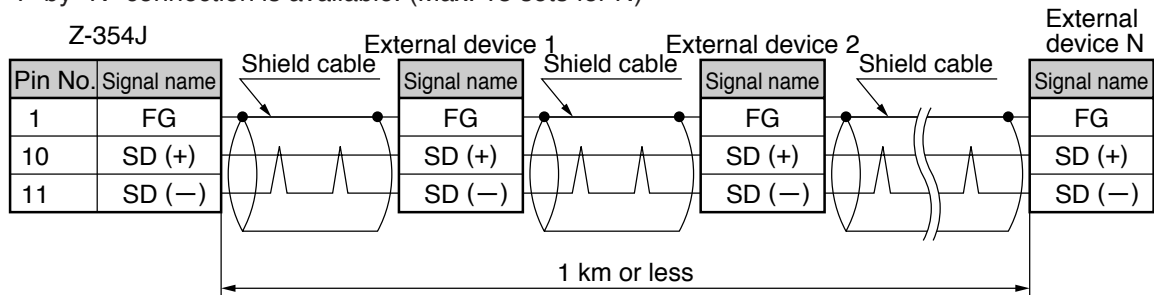 by "N" connection is available. (Max. sets for N)
Z-354J
External device 1
External device 2
External
device N
Shield cable
Shield cable
Shield cable
Pin No. Signal name
Signal name
Signal name
Signal name
1 FG
FG
FG
FG
10 SD (+)
SD (+)
SD (+)
SD (+)
11 SD (—)
SD (—)
SD (—)
SD (—)
1 km or less